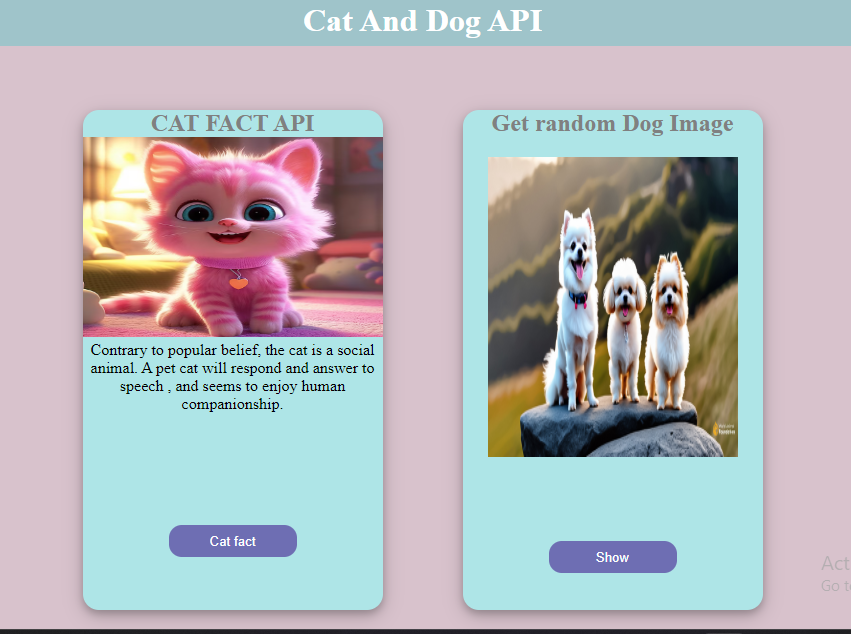 Cat And Dog API
CAT FACT API
Contrary to popular belief, the cat is a social
animal. A pet cat will respond and answer to
speech , and seems to enjoy human
companionship.
Cat fact
Get random Dog Image
Show
Go to